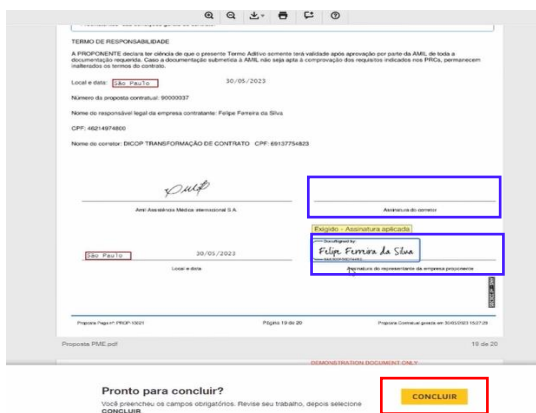 TERMO DE RESPONSABILIDADE
A PROPONENTE declara ter ciência de que o presente Termo Aditivo somente terá validade após aprovação por parte da AMIL de toda a
documentação requerida. Caso a documentação submetida à AMIL não seja apta à comprovação dos requisitos indicados nos PRCs, permanecem
inalterados os termos do contrato.
Local e data: São Paulo 30/05/2023
Número da proposta contratual: 90000037
Nome do responsável legal da empresa contratante: Felipe Ferreira da Silva
CPF: 46214974800
Nome do corretor: DICOP TRANSFORMAÇÃO DE CONTRATO CPF: 69137754823
Amil Assistência Médica Internacional S.A.
Assinatura do corretor
Exigido - Assinatura aplicada
DocuSigned by:
Felipe Ferreira da Silva
São Paulo 30/05/2023
Local e data
Assinatura do representante da empresa proponente
Página 19 de 20
Proposta PME.pdf
19 de 20
DEMONSTRATION DOCUMENT ONLY
Pronto para concluir?
Você preencheu os campos obrigatórios. Revise seu trabalho, depois selecione
CONCLUIR.
CONCLUIR